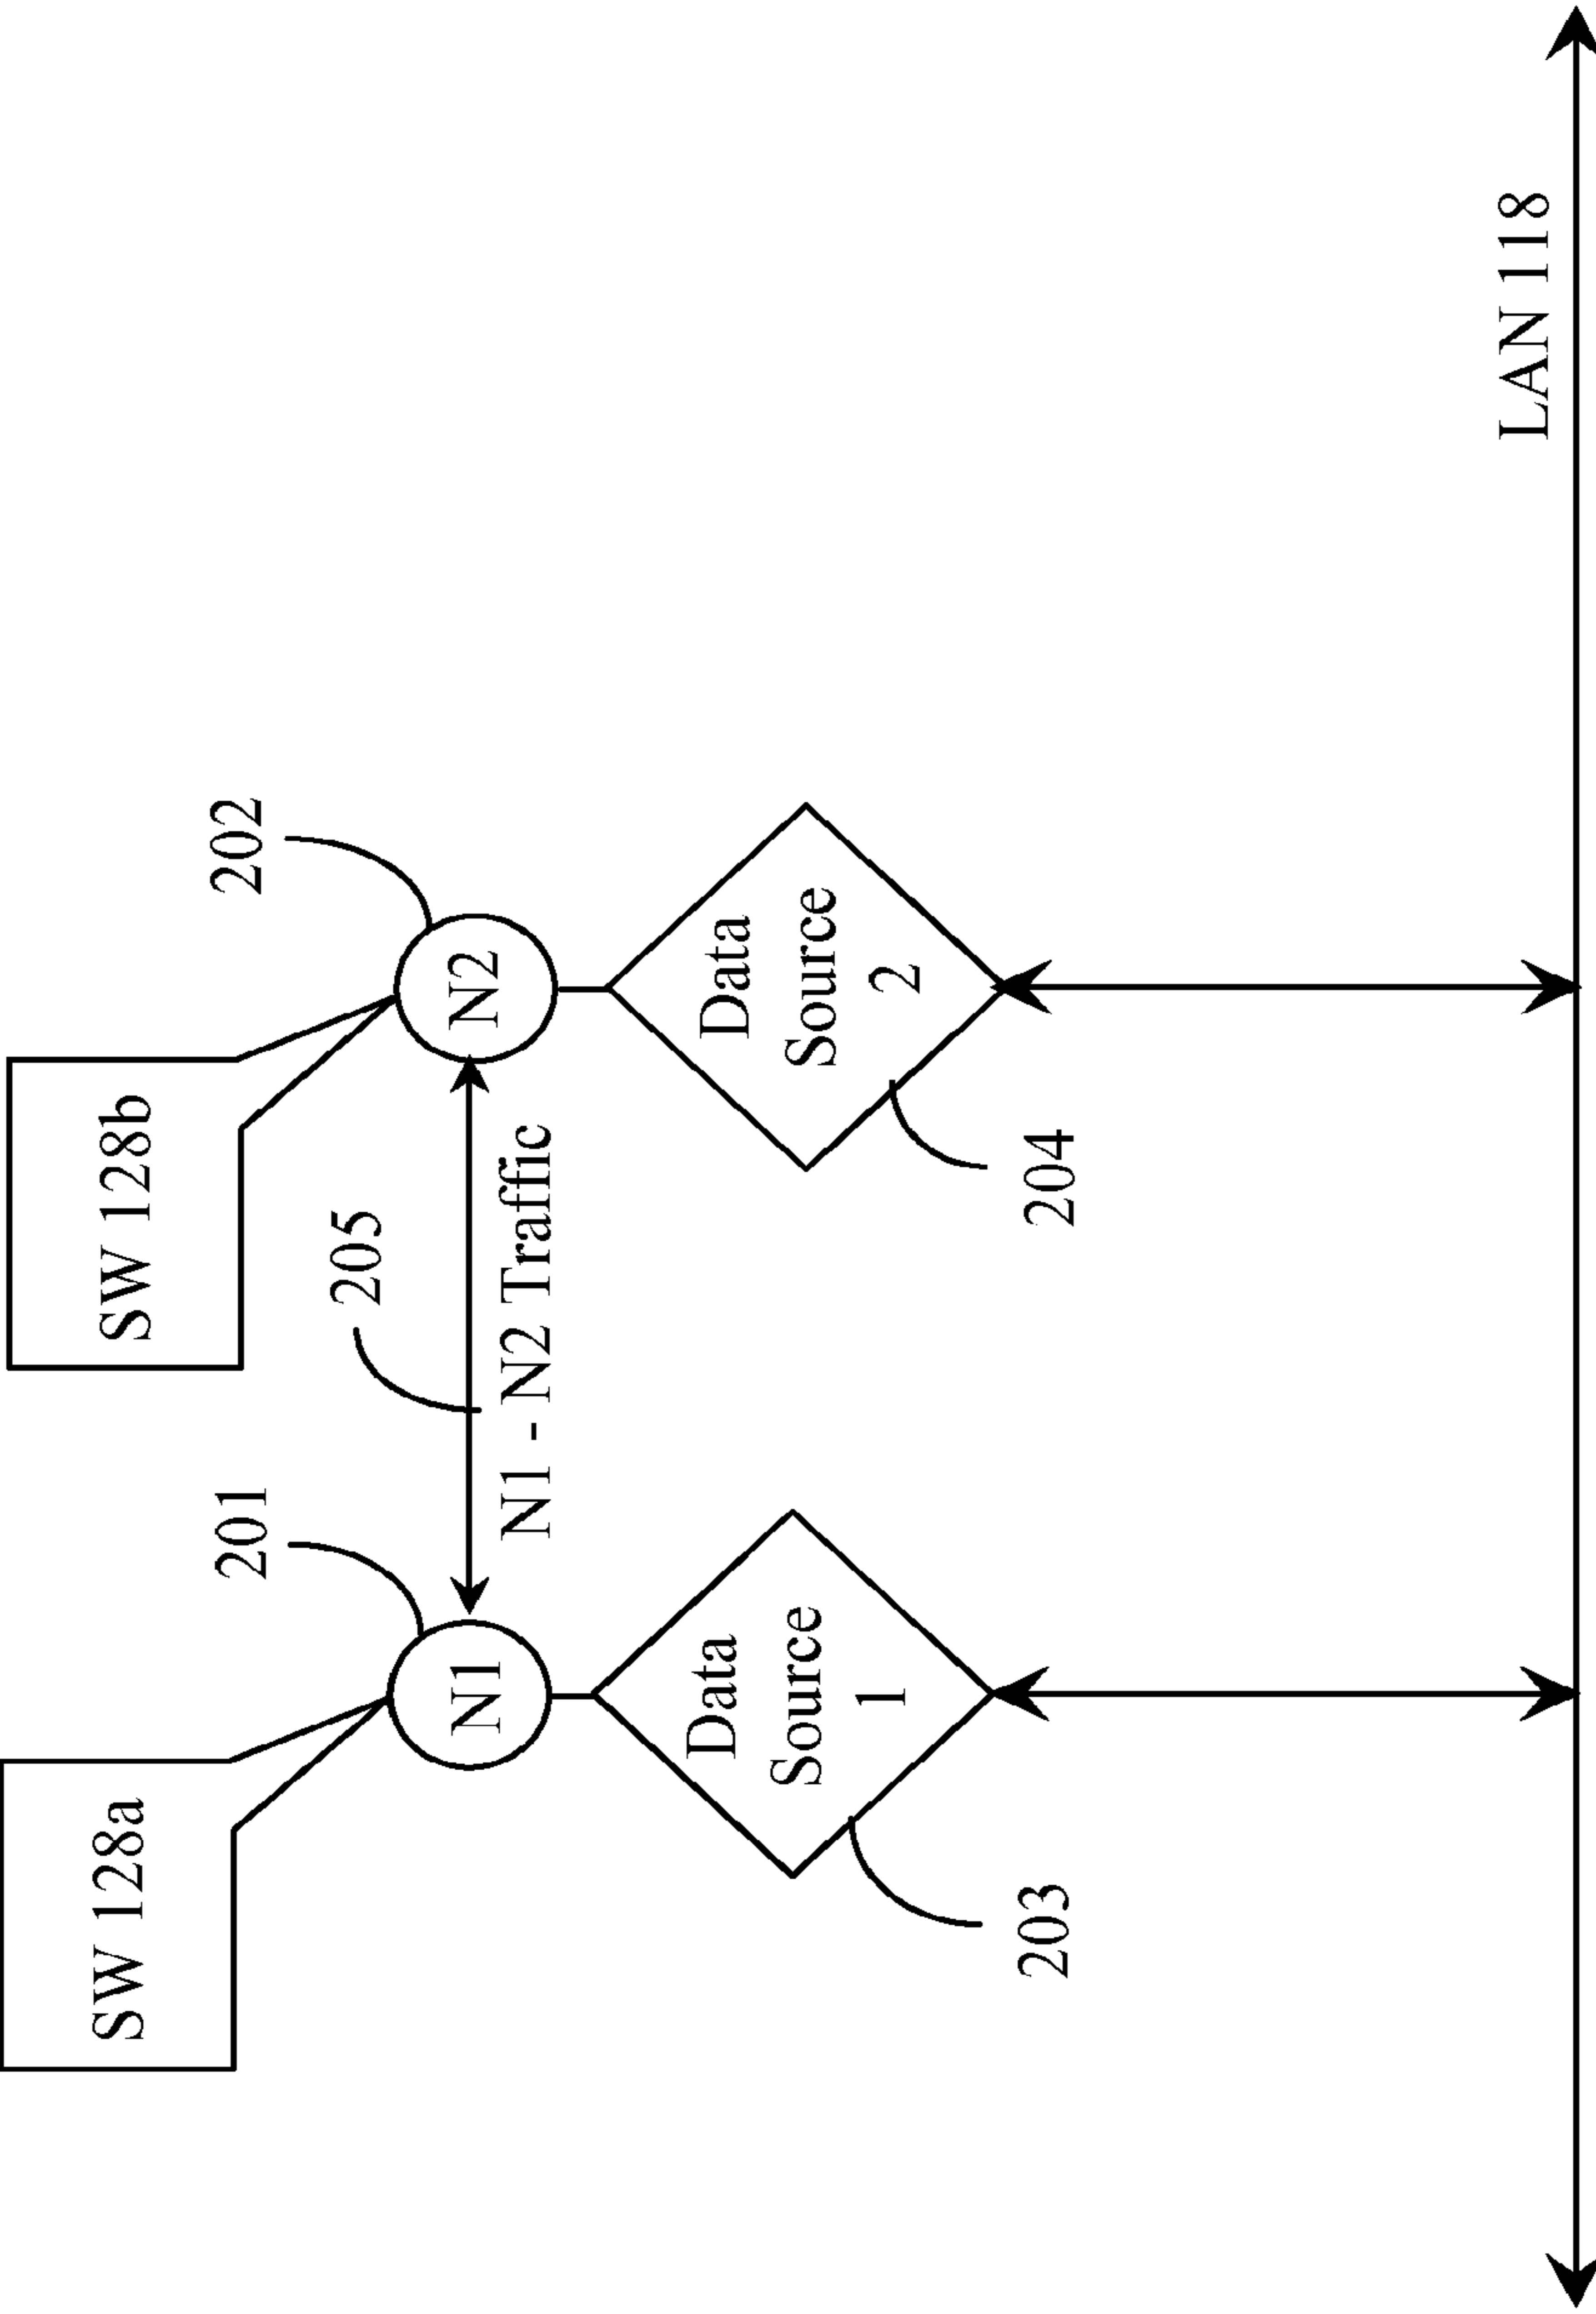 SW 128a
SW 128b
201
202
205
N1
N2
N1 - N2 Traffic
Data
Source
1
Data
Source
2
203
204
LAN 118